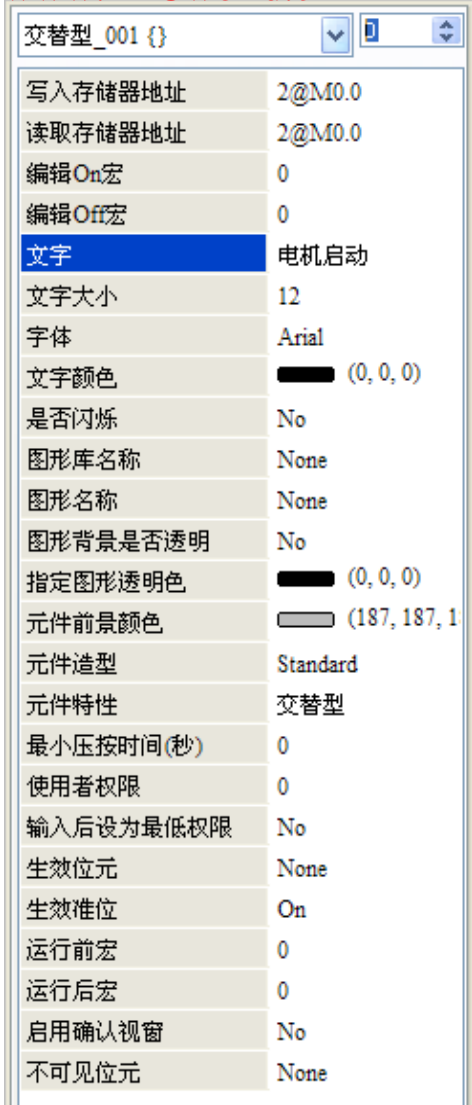 交替型_001 {}
0
写入存储器地址 2@M0.0
读取存储器地址 2@M0.0
编辑On宏 0
编辑Off宏 0
文字 电机启动
文字大小 12
字体 Arial
文字颜色 (0, 0, 0)
是否闪烁 No
图形库名称 None
图形名称 None
图形背景是否透明 No
指定图形透明色 (0, 0, 0)
元件前景颜色 (187, 187, 1
元件造型 Standard
元件特性 交替型
最小压按时间(秒) 0
使用者权限 0
输入后设为最低权限 No
生效位元 None
生效准位 On
运行前宏 0
运行后宏 0
启用确认视窗 No
不可见位元 None